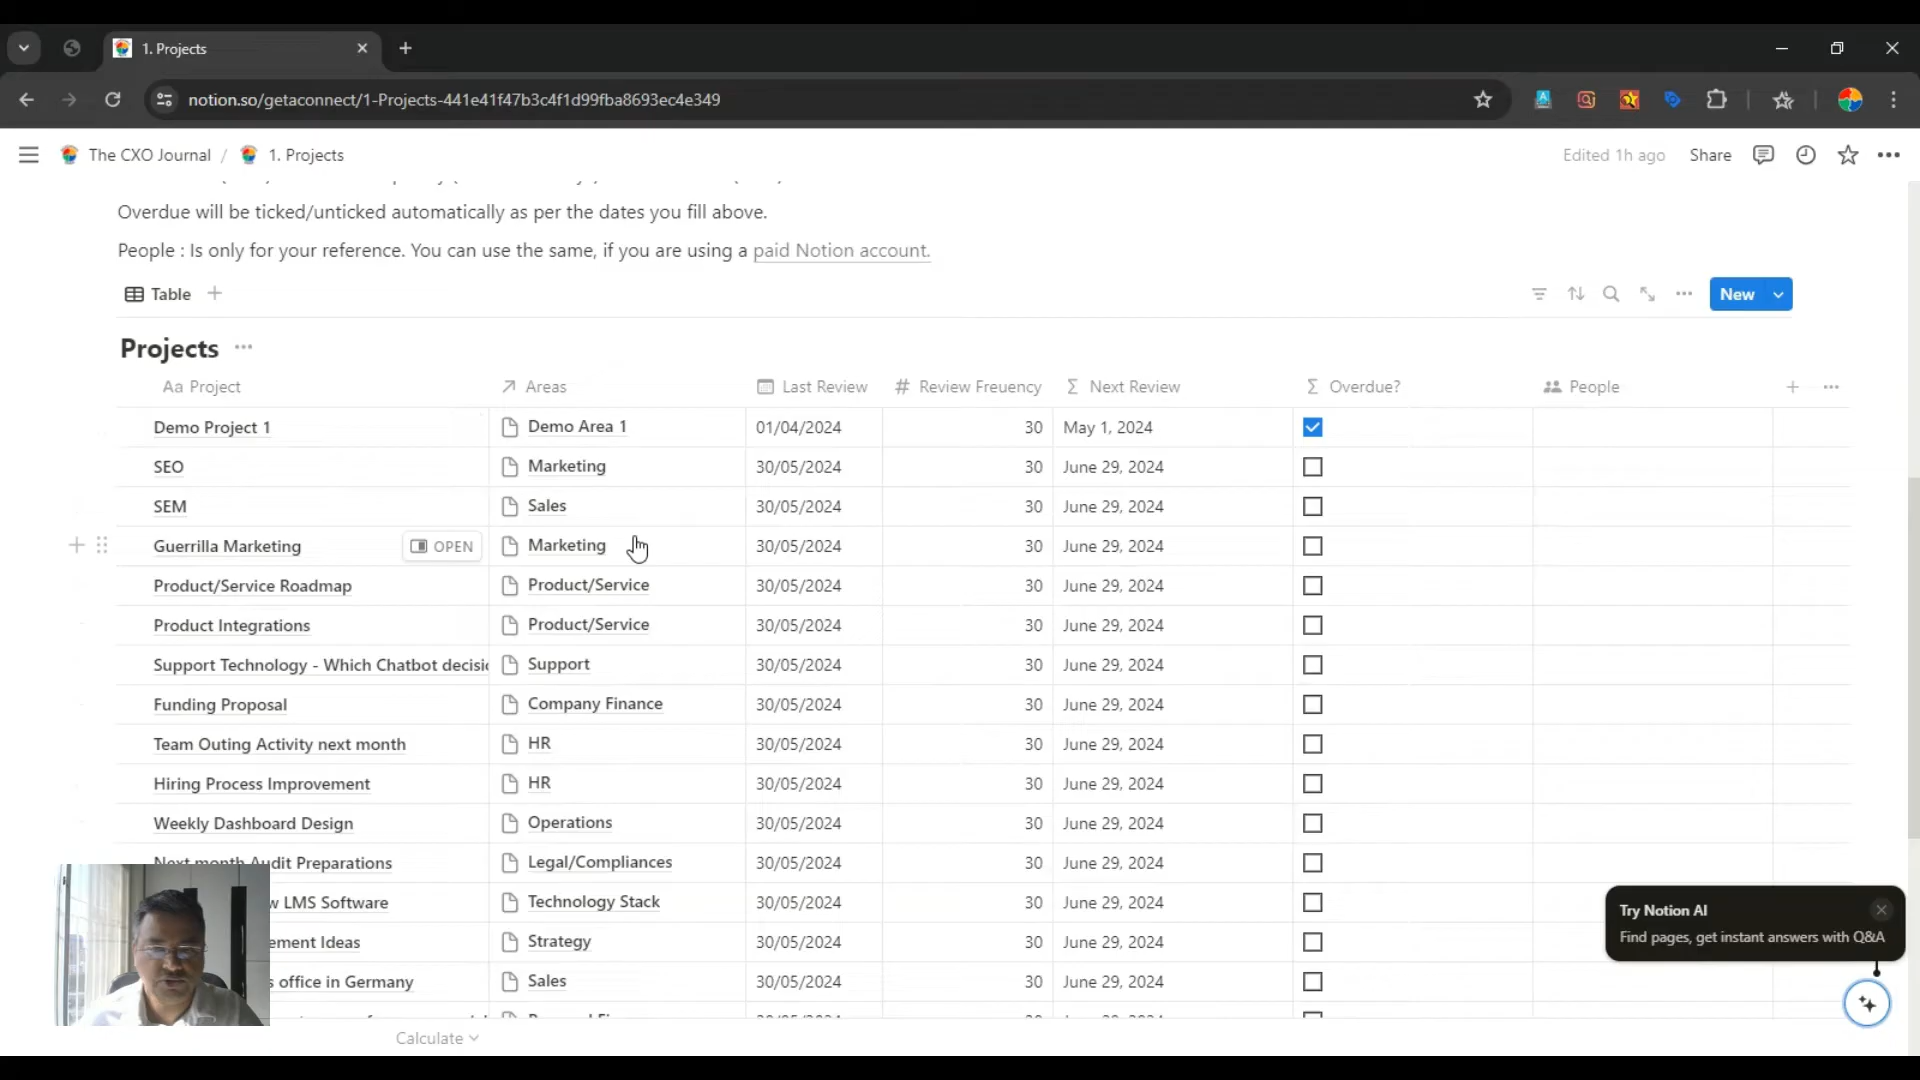 1. Projects
notion.so/getaconnect/1-Projects-441e41f47b3c4f1d99fba8693ec4e349
The CXO Journal / 1. Projects Edited 1h ago Share
Overdue will be ticked/unticked automatically as per the dates you fill above.
People : Is only for your reference. You can use the same, if you are using a paid Notion account.
Table New
Projects
Aa Project Areas Last Review # Review Freuency Σ Next Review Σ Overdue? People
Demo Project 1 Demo Area 1 01/04/2024 30 May 1, 2024
SEO Marketing 30/05/2024 30 June 29, 2024
SEM Sales 30/05/2024 30 June 29, 2024
Guerrilla Marketing OPEN Marketing 30/05/2024 30 June 29, 2024
Product/Service Roadmap Product/Service 30/05/2024 30 June 29, 2024
Product Integrations Product/Service 30/05/2024 30 June 29, 2024
Support Technology - Which Chatbot decisi Support 30/05/2024 30 June 29, 2024
Funding Proposal Company Finance 30/05/2024 30 June 29, 2024
Team Outing Activity next month HR 30/05/2024 30 June 29, 2024
Hiring Process Improvement HR 30/05/2024 30 June 29, 2024
Weekly Dashboard Design Operations 30/05/2024 30 June 29, 2024
Next month Audit Preparations Legal/Compliances 30/05/2024 30 June 29, 2024
w LMS Software Technology Stack 30/05/2024 30 June 29, 2024
ement Ideas Strategy 30/05/2024 30 June 29, 2024
s office in Germany Sales 30/05/2024 30 June 29, 2024
Calculate
Try Notion AI
Find pages, get instant answers with Q&A